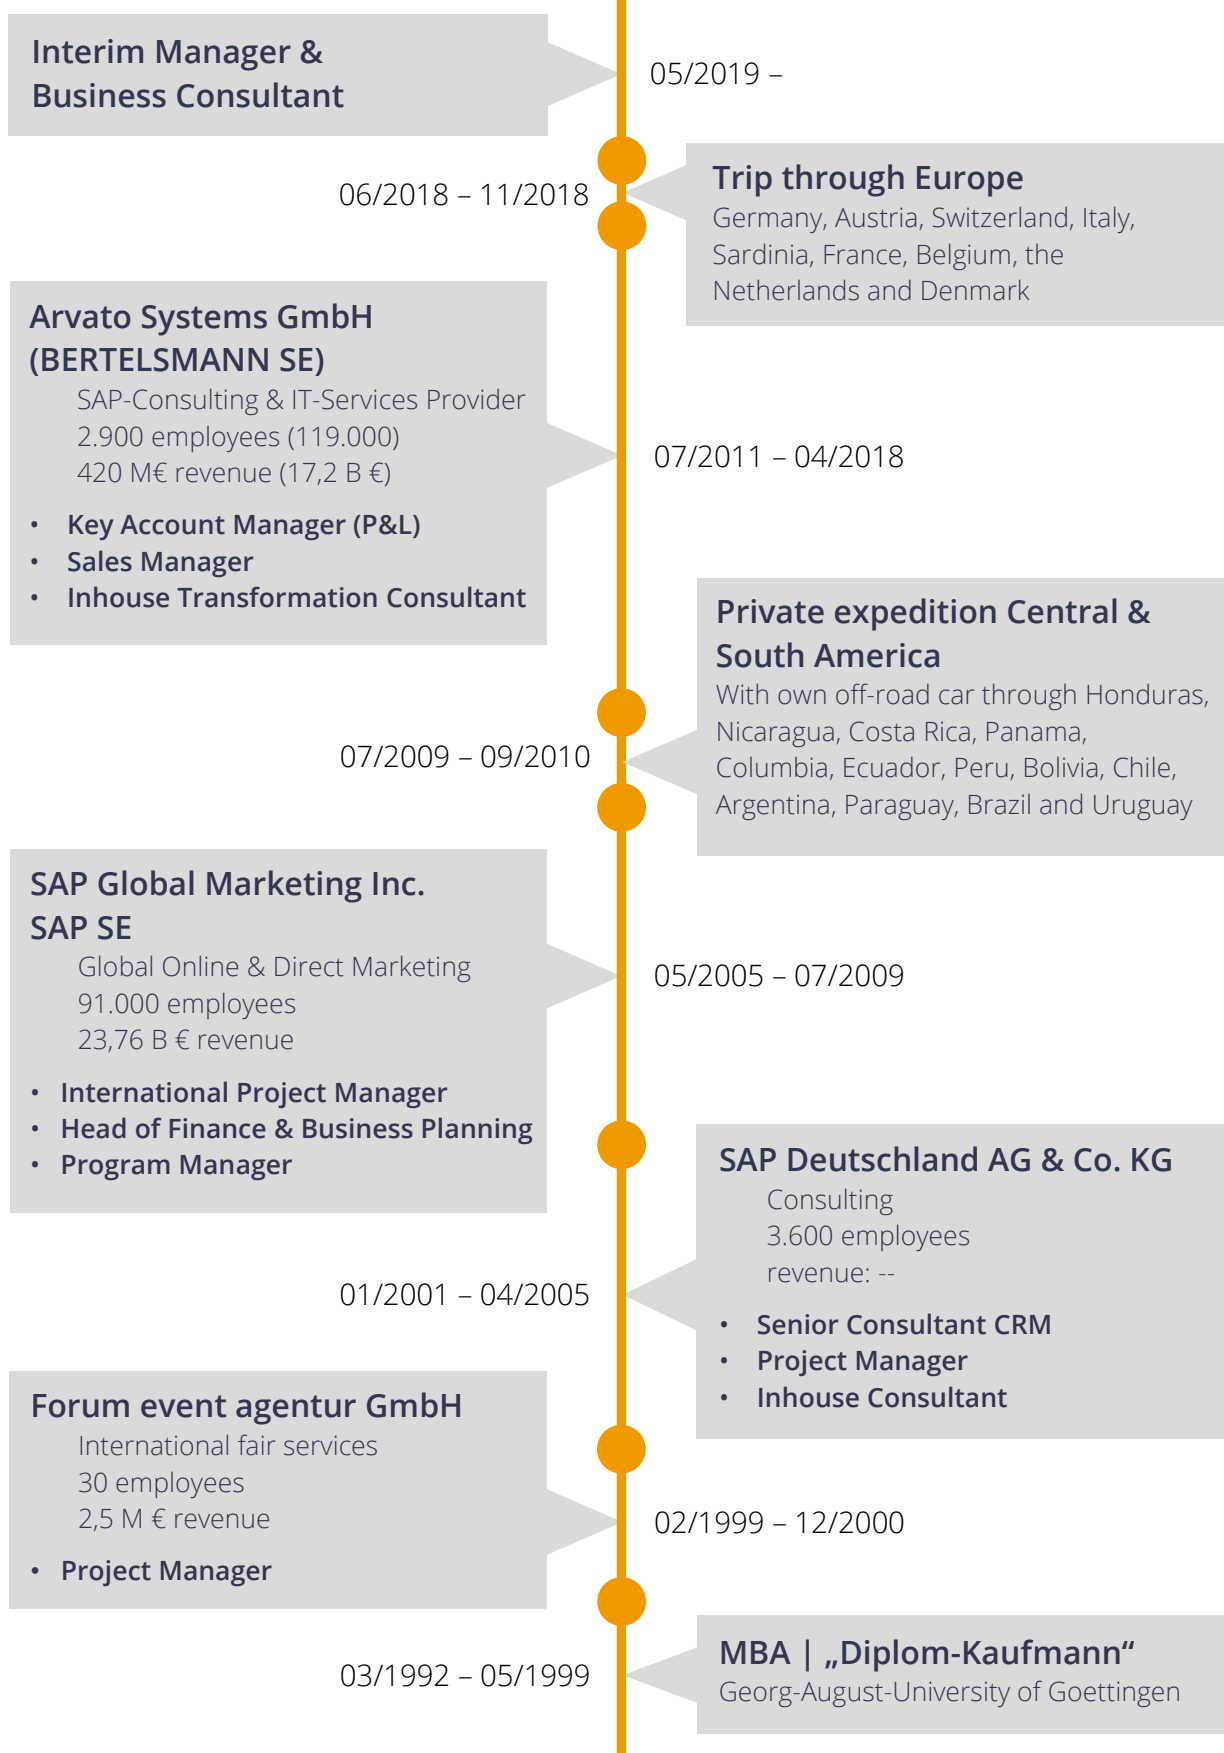 Interim Manager &
Business Consultant
05/2019 –
06/2018 – 11/2018
Trip through Europe
Germany, Austria, Switzerland, Italy,
Sardinia, France, Belgium, the
Netherlands and Denmark
Arvato Systems GmbH
(BERTELSMANN SE)
SAP-Consulting & IT-Services Provider
2.900 employees (119.000)
420 M€ revenue (17,2 B €)
• Key Account Manager (P&L)
• Sales Manager
• Inhouse Transformation Consultant
07/2011 – 04/2018
Private expedition Central &
South America
With own off-road car through Honduras,
Nicaragua, Costa Rica, Panama,
Columbia, Ecuador, Peru, Bolivia, Chile,
Argentina, Paraguay, Brazil and Uruguay
07/2009 – 09/2010
SAP Global Marketing Inc.
SAP SE
Global Online & Direct Marketing
91.000 employees
23,76 B € revenue
• International Project Manager
• Head of Finance & Business Planning
• Program Manager
05/2005 – 07/2009
SAP Deutschland AG & Co. KG
Consulting
3.600 employees
revenue: --
• Senior Consultant CRM
• Project Manager
• Inhouse Consultant
01/2001 – 04/2005
Forum event agentur GmbH
International fair services
30 employees
2,5 M € revenue
• Project Manager
02/1999 – 12/2000
03/1992 – 05/1999
MBA | „Diplom-Kaufmann“
Georg-August-University of Goettingen